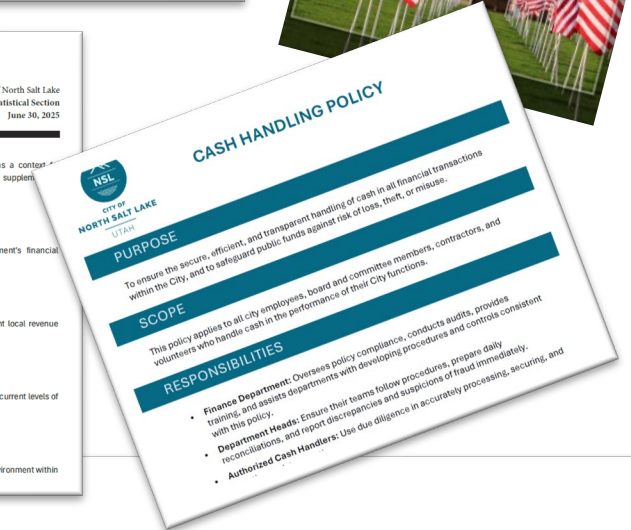 North Salt Lake
Statistical Section
June 30, 2025
as a context
supplem
ment's financial
nt local revenue
current levels of
vironment within
CASH HANDLING POLICY
NSL
CITY OF
NORTH SALT LAKE
UTAH
PURPOSE
To ensure the secure, efficient, and transparent handling of cash in all financial transactions
within the City, and to safeguard public funds against risk of loss, theft, or misuse.
SCOPE
This policy applies to all city employees, board and committee members, contractors, and
volunteers who handle cash in the performance of their City functions.
RESPONSIBILITIES
• Finance Department: Oversees policy compliance, conducts audits, provides
training, and assists departments with developing procedures and controls consistent
with this policy.
• Department Heads: Ensure their teams follow procedures, prepare daily
reconciliations, and report discrepancies and suspicions of fraud immediately.
• Authorized Cash Handlers: Use due diligence in accurately processing, securing, and